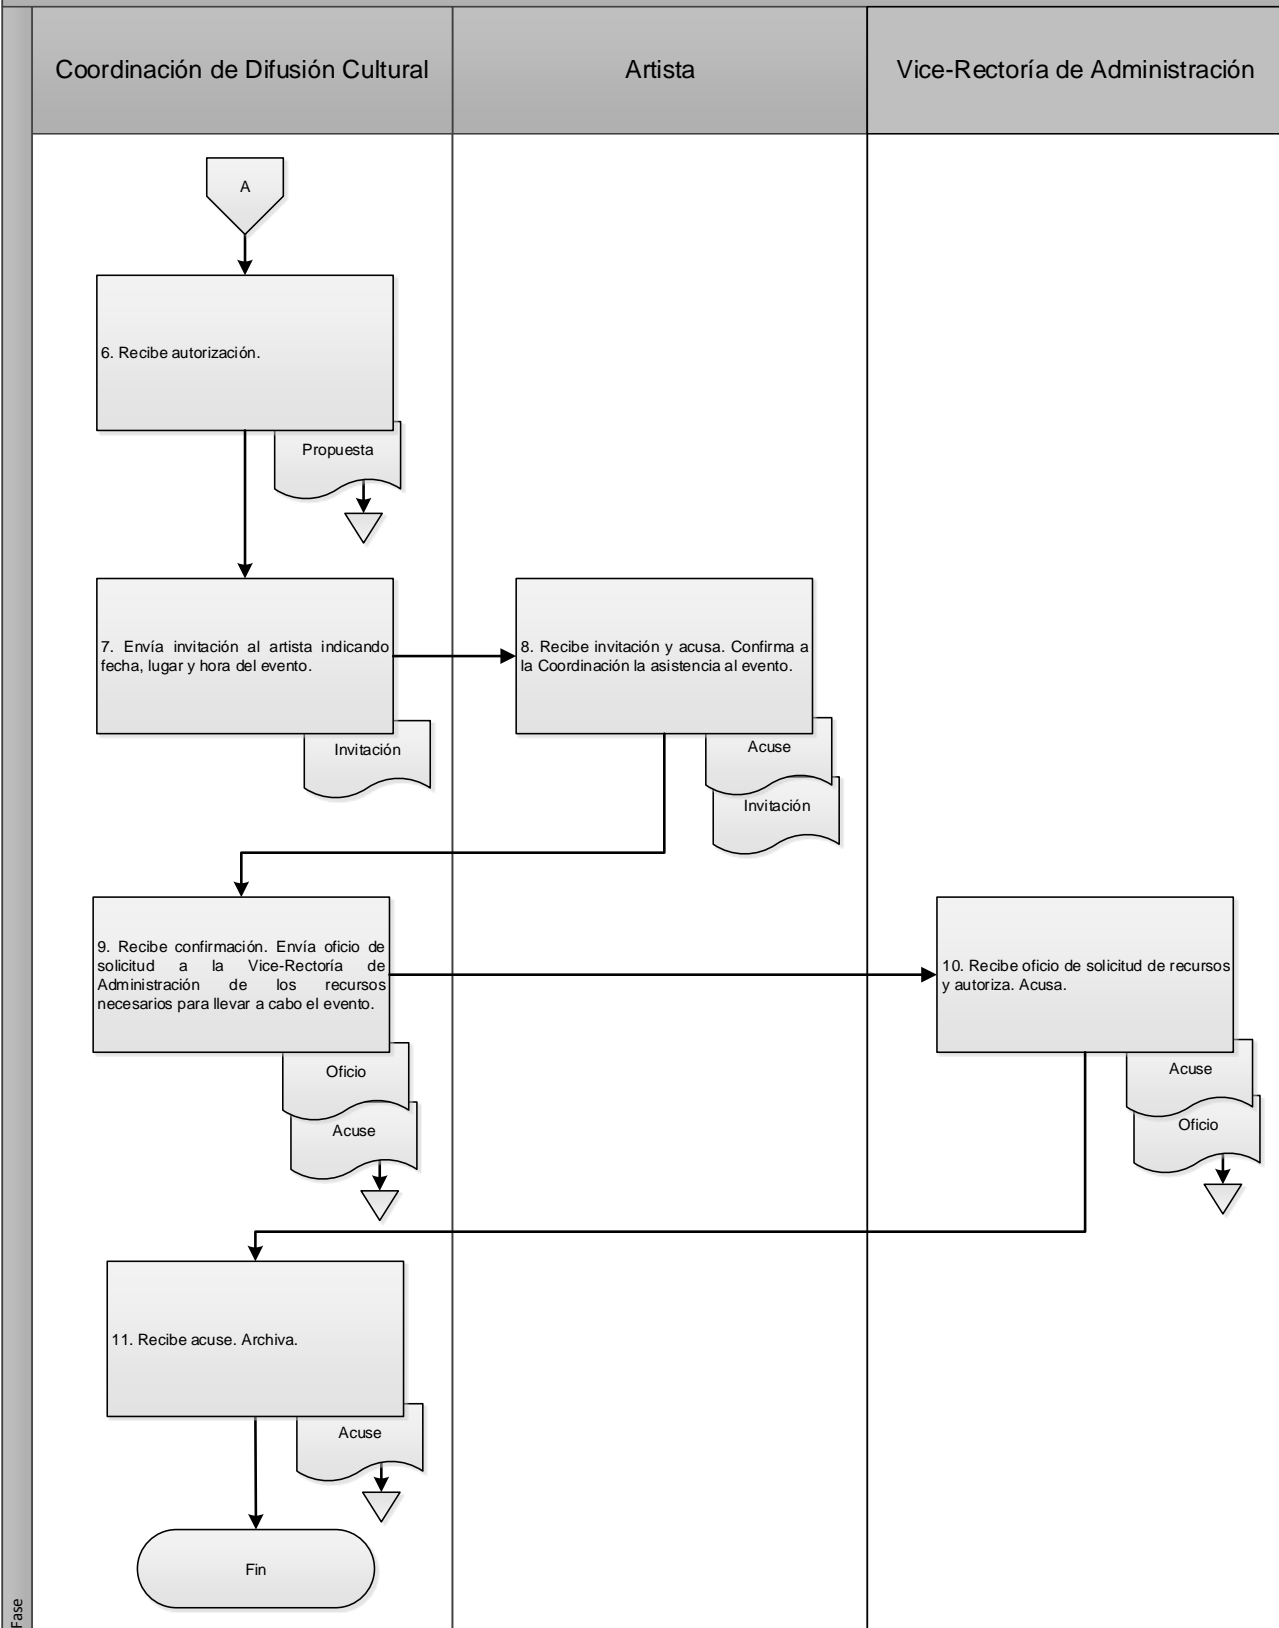 Coordinación de Difusión Cultural
Artista
Vice-Rectoría de Administración
A
6. Recibe autorización.
Propuesta
7. Envía invitación al artista indicando
fecha, lugar y hora del evento.
Invitación
8. Recibe invitación y acusa. Confirma a
la Coordinación la asistencia al evento.
Acuse
Invitación
9. Recibe confirmación. Envía oficio de
solicitud a la Vice-Rectoría de
Administración de los recursos
necesarios para llevar a cabo el evento.
Oficio
Acuse
10. Recibe oficio de solicitud de recursos
y autoriza. Acusa.
Acuse
Oficio
11. Recibe acuse. Archiva.
Acuse
Fin
Fase